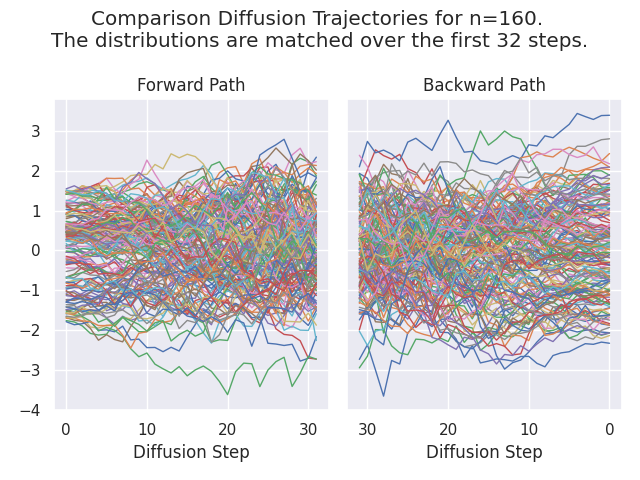 Comparison Diffusion Trajectories for n=160.
The distributions are matched over the first 32 steps.
Forward Path
Backward Path
3
2
1
0
−1
−2
−3
−4
0 10 20 30
30 20 10 0
Diffusion Step
Diffusion Step